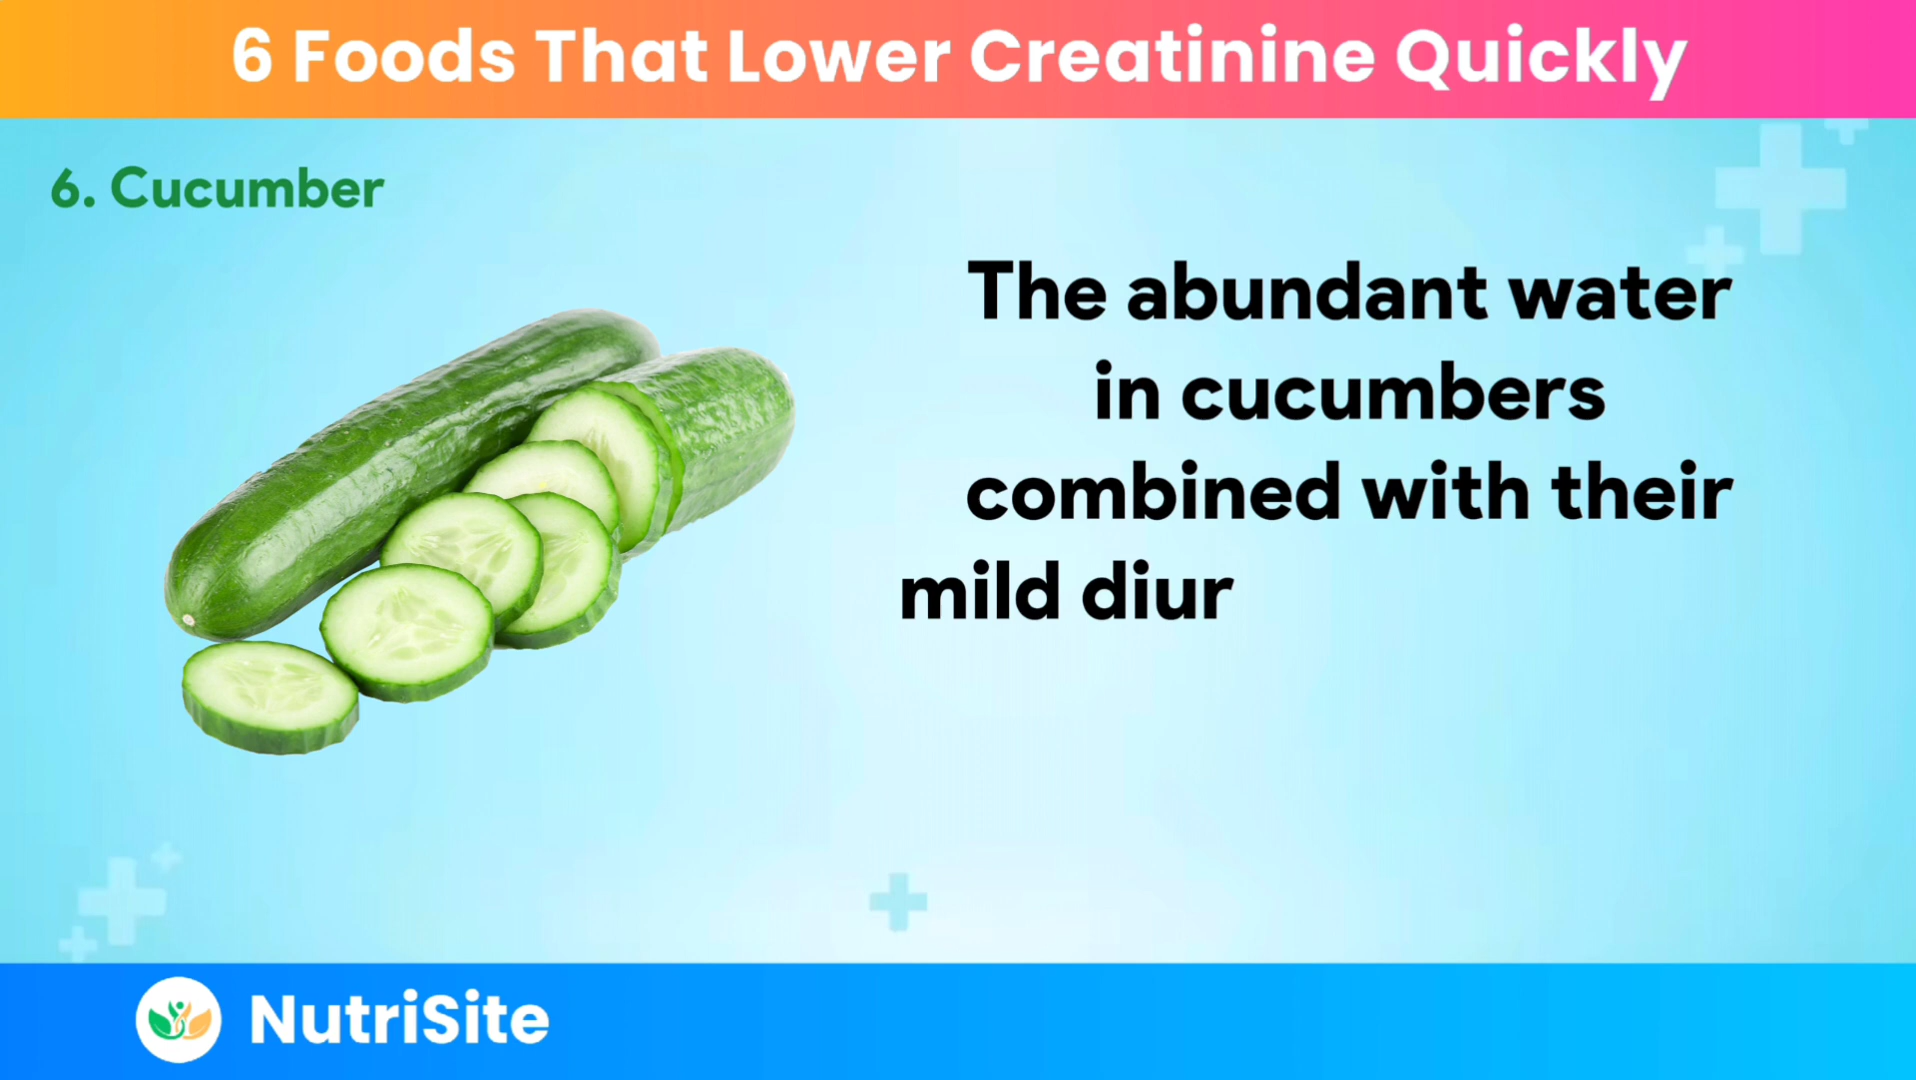 6 Foods That Lower Creatinine Quickly
6. Cucumber
The abundant water
in cucumbers
combined with their
mild diur
NutriSite